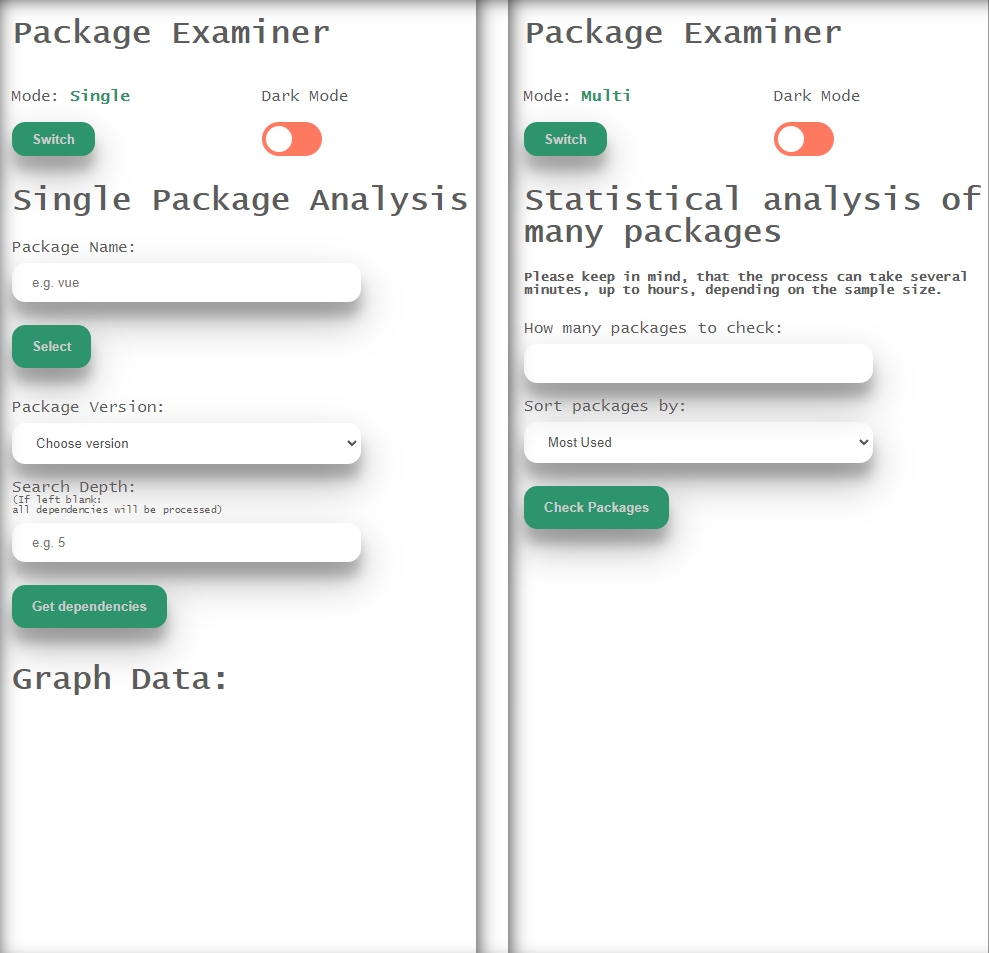 Package Examiner
Mode: Single
Dark Mode
Switch
Single Package Analysis
Package Name:
e.g. vue
Select
Package Version:
Choose version
Search Depth:
(If left blank:
all dependencies will be processed)
e.g. 5
Get dependencies
Graph Data:
Package Examiner
Mode: Multi
Dark Mode
Switch
Statistical analysis of
many packages
Please keep in mind, that the process can take several
minutes, up to hours, depending on the sample size.
How many packages to check:
Sort packages by:
Most Used
Check Packages